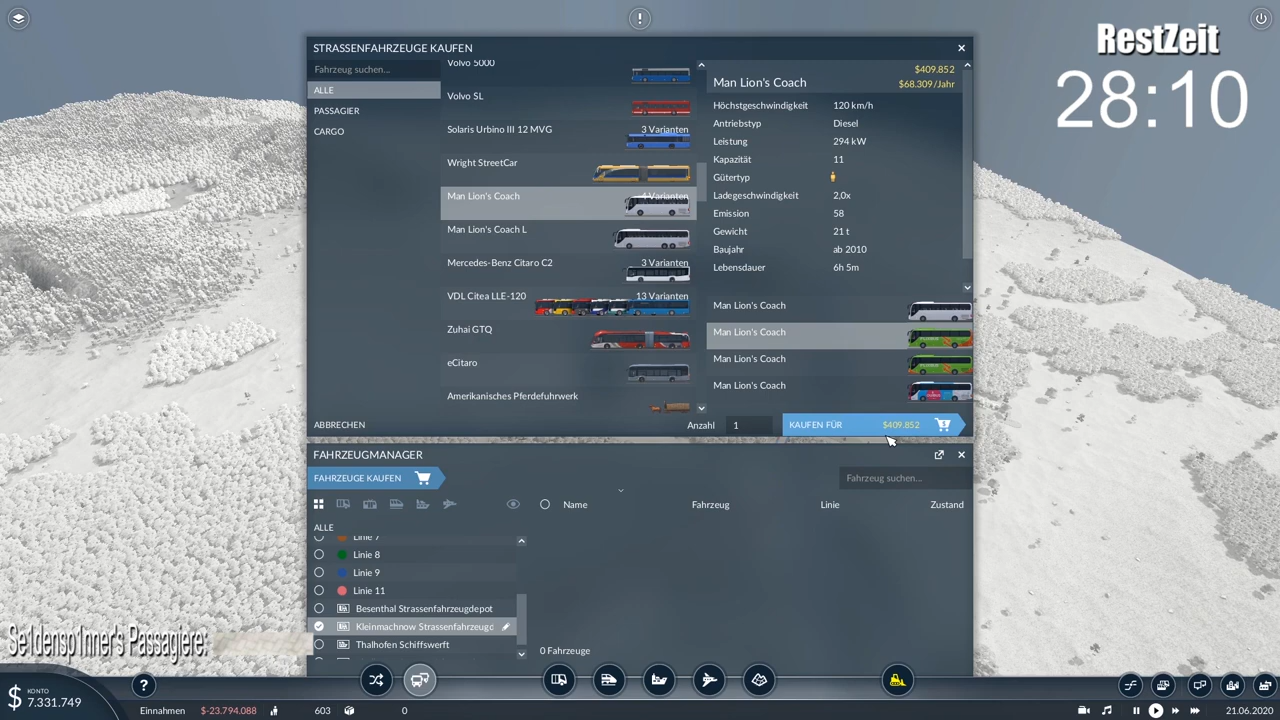 RestZeit
28:10
STRASSENFAHRZEUGE KAUFEN
Fahrzeug suchen...
ALLE
PASSAGIER
CARGO
Volvo 5000
Volvo SL
Solaris Urbino III 12 MVG 3 Varianten
Wright StreetCar
Man Lion's Coach 4 Varianten
Man Lion's Coach L
Mercedes-Benz Citaro C2 3 Varianten
VDL Citea LLE-120 13 Varianten
Zuhai GTQ
eCitaro
Amerikanisches Pferdefuhrwerk
$409.852
Man Lion's Coach $68.309/Jahr
Höchstgeschwindigkeit 120 km/h
Antriebstyp Diesel
Leistung 294 kW
Kapazität 11
Gütertyp
Ladegeschwindigkeit 2,0x
Emission 58
Gewicht 21 t
Baujahr ab 2010
Lebensdauer 6h 5m
Man Lion's Coach
Man Lion's Coach
Man Lion's Coach
Man Lion's Coach
ABBRECHEN Anzahl 1 KAUFEN FÜR $409.852
FAHRZEUGMANAGER
FAHRZEUGE KAUFEN Fahrzeug suchen...
Name Fahrzeug Linie Zustand
ALLE
Linie 7
Linie 8
Linie 9
Linie 11
Besenthal Strassenfahrzeugdepot
Kleinmachnow Strassenfahrzeugd
Thalhofen Schiffswerft
0 Fahrzeuge
Se1densp1nner's Passagiere:
$ KONTO
7.331.749
?
Einnahmen $-23.794.088 603 0 21.06.2020